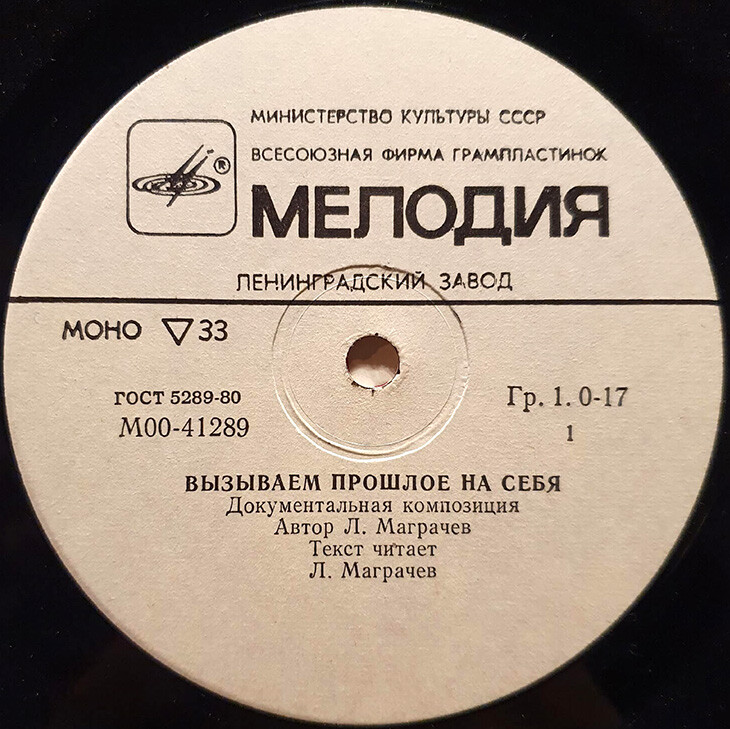 МИНИСТЕРСТВО КУЛЬТУРЫ СССР
ВСЕСОЮЗНАЯ ФИРМА ГРАМПЛАСТИНОК
®
МЕЛОДИЯ
ЛЕНИНГРАДСКИЙ ЗАВОД
МОНО ▽33
ГОСТ 5289-80
Гр. 1. 0-17
М00-41289
1
ВЫЗЫВАЕМ ПРОШЛОЕ НА СЕБЯ
Документальная композиция
Автор Л. Маграчев
Текст читает
Л. Маграчев